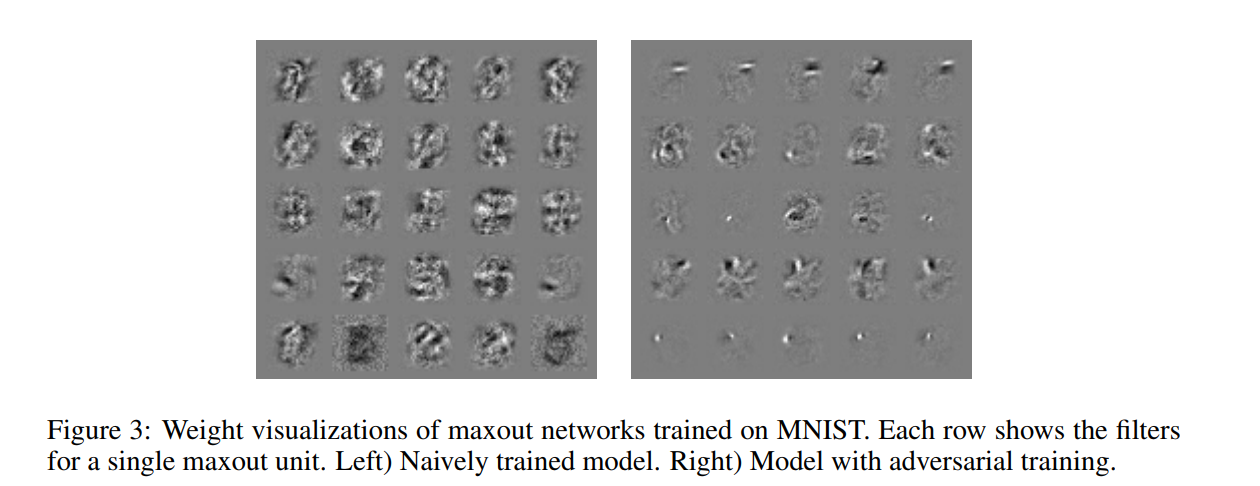 Figure 3: Weight visualizations of maxout networks trained on MNIST. Each row shows the filters
for a single maxout unit. Left) Naively trained model. Right) Model with adversarial training.